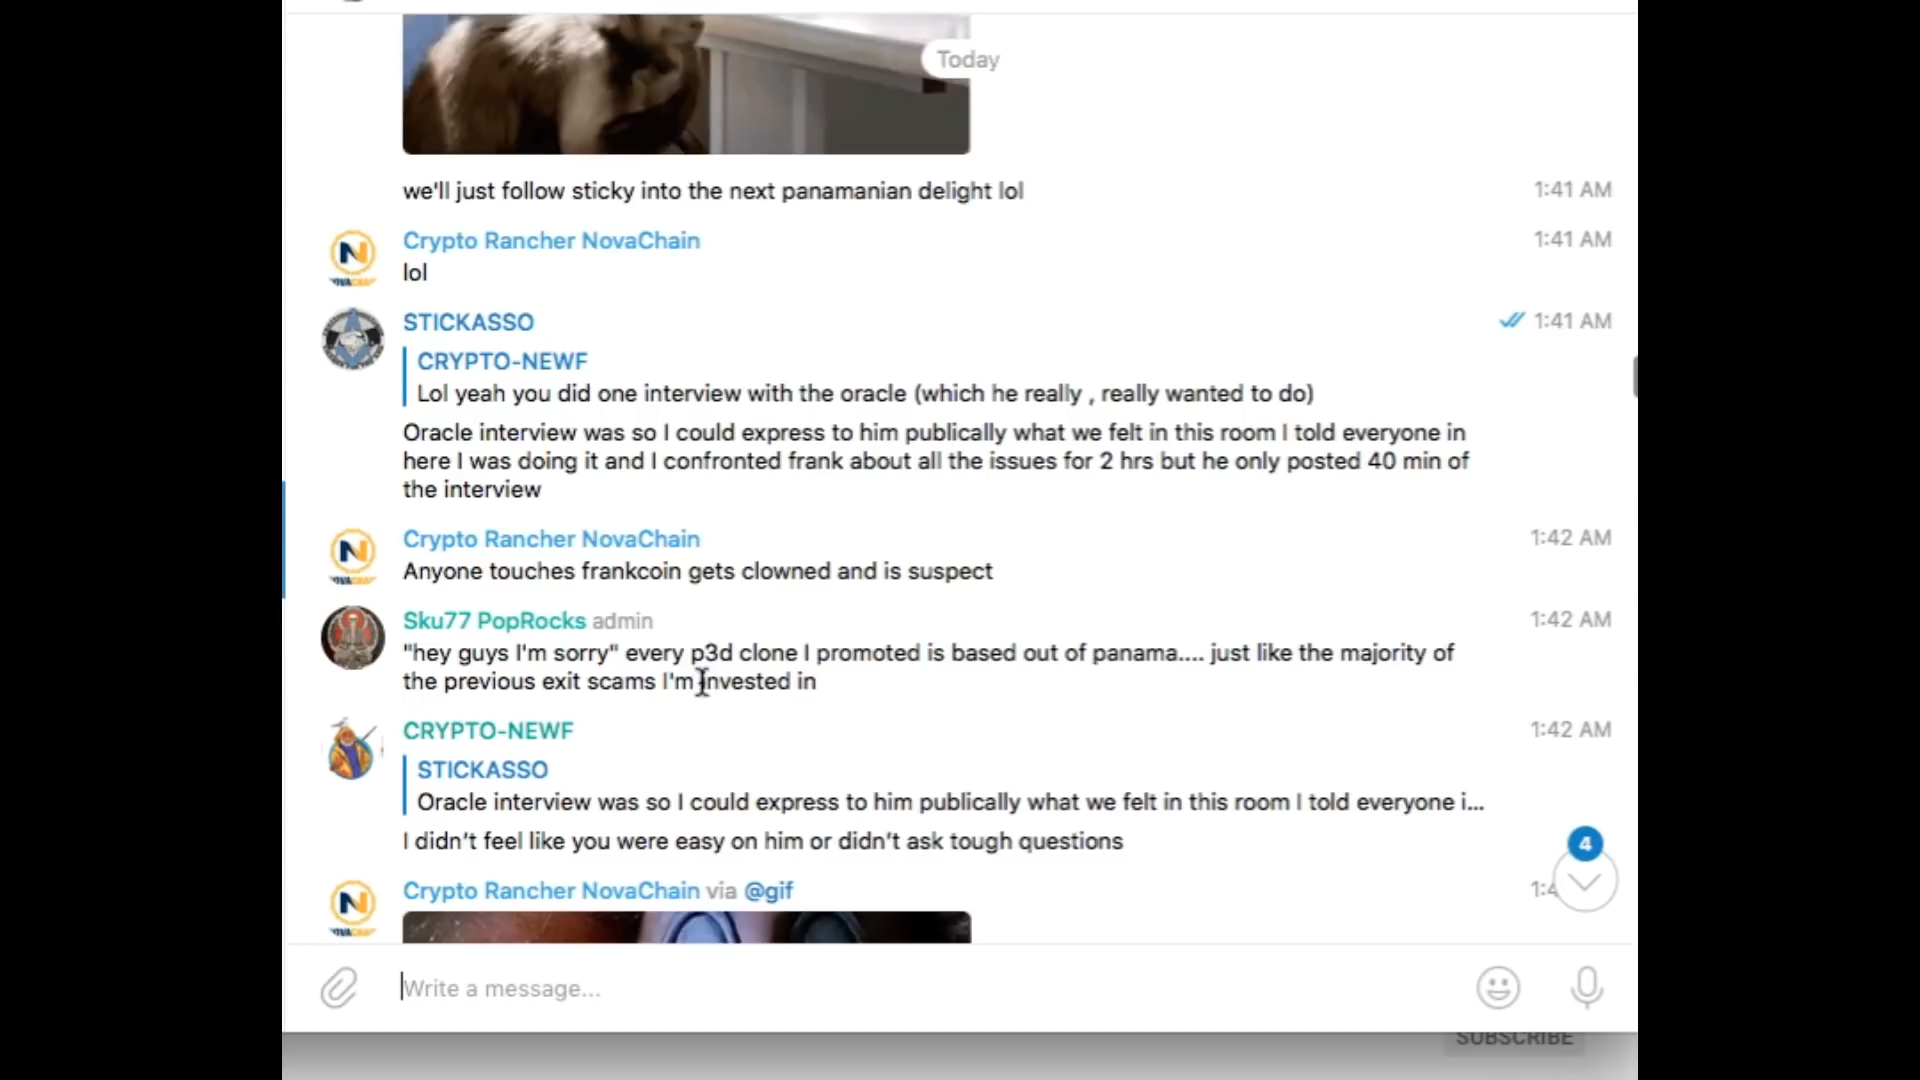 Today
we'll just follow sticky into the next panamanian delight lol
1:41 AM
Crypto Rancher NovaChain
1:41 AM
lol
STICKASSO
1:41 AM
CRYPTO-NEWF
Lol yeah you did one interview with the oracle (which he really , really wanted to do)
Oracle interview was so I could express to him publically what we felt in this room I told everyone in
here I was doing it and I confronted frank about all the issues for 2 hrs but he only posted 40 min of
the interview
Crypto Rancher NovaChain
1:42 AM
Anyone touches frankcoin gets clowned and is suspect
Sku77 PopRocks admin
1:42 AM
"hey guys I'm sorry" every p3d clone I promoted is based out of panama.... just like the majority of
the previous exit scams I'm invested in
CRYPTO-NEWF
1:42 AM
STICKASSO
Oracle interview was so I could express to him publically what we felt in this room I told everyone i...
I didn't feel like you were easy on him or didn't ask tough questions
4
Crypto Rancher NovaChain via @gif
Write a message...
SUBSCRIBE